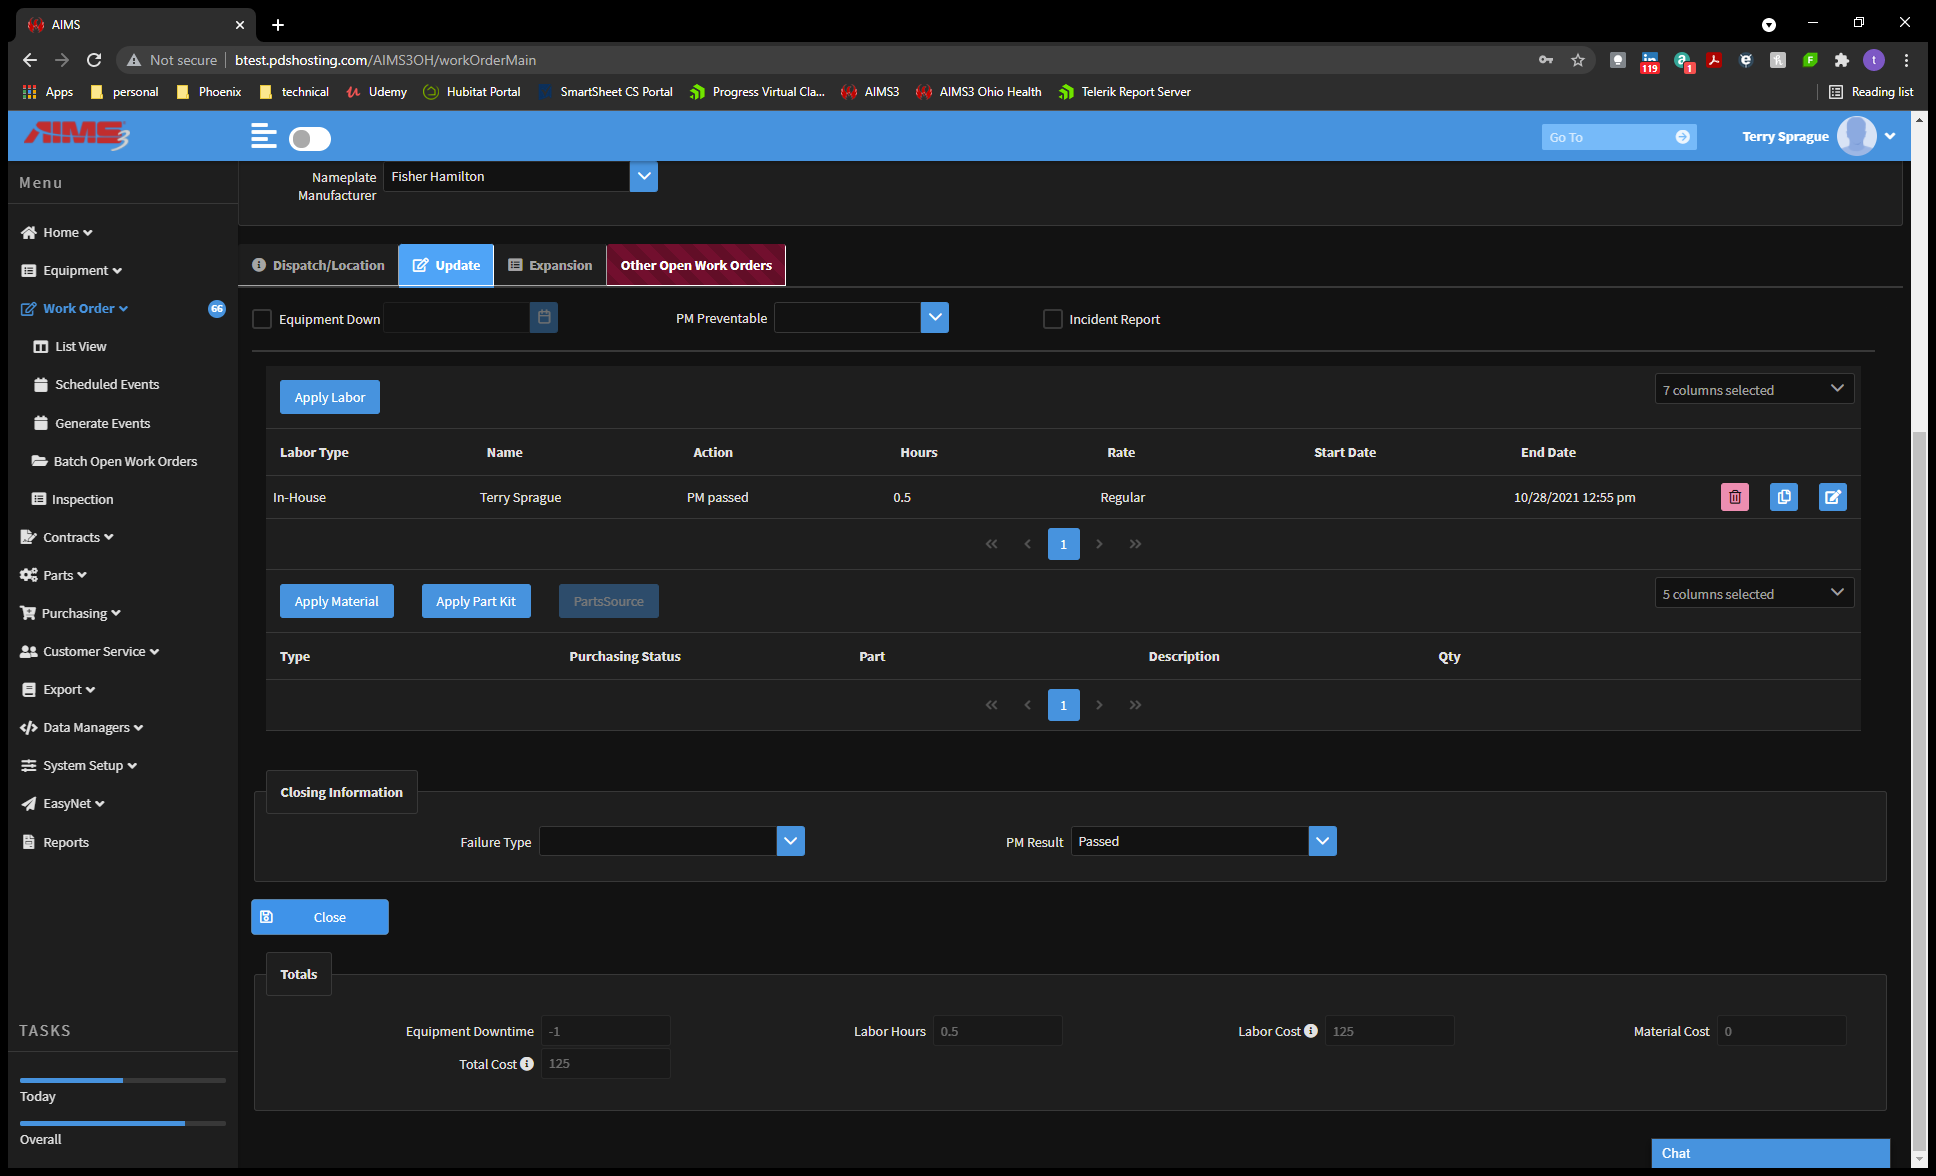 AIMS
Not secure
btest.pdshosting.com/AIMS3OH/workOrderMain
119
1
F
t
Apps
personal
Phoenix
technical
Udemy
Hubitat Portal
SmartSheet CS Portal
Progress Virtual Cla...
AIMS3
AIMS3 Ohio Health
Telerik Report Server
Reading list
AIMS3
Go To
Terry Sprague
Menu
Home
Equipment
Work Order
66
List View
Scheduled Events
Generate Events
Batch Open Work Orders
Inspection
Contracts
Parts
Purchasing
Customer Service
Export
Data Managers
System Setup
EasyNet
Reports
TASKS
Today
Overall
Nameplate
Manufacturer
Fisher Hamilton
Dispatch/Location
Update
Expansion
Other Open Work Orders
Equipment Down
PM Preventable
Incident Report
Apply Labor
7 columns selected
Labor Type Name Action Hours Rate Start Date End Date
In-House Terry Sprague PM passed 0.5 Regular 10/28/2021 12:55 pm
1
Apply Material
Apply Part Kit
PartsSource
5 columns selected
Type Purchasing Status Part Description Qty
1
Closing Information
Failure Type
PM Result Passed
Close
Totals
Equipment Downtime -1
Labor Hours 0.5
Labor Cost 125
Material Cost 0
Total Cost 125
Chat